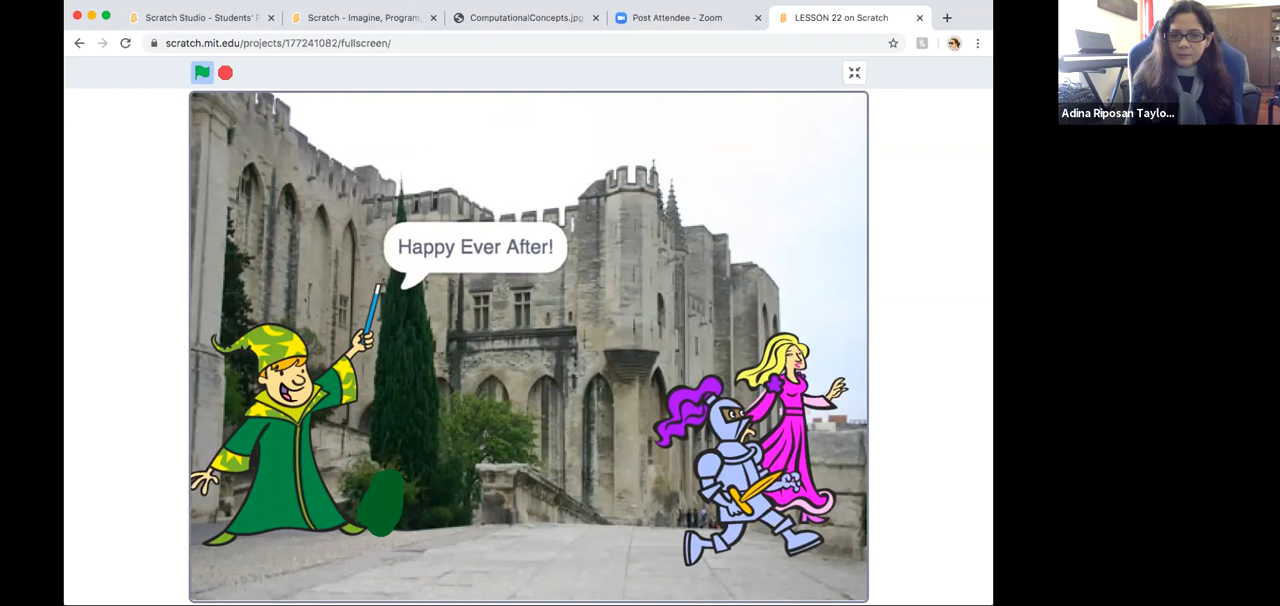 Scratch Studio - Students' P
Scratch - Imagine, Program,
ComputationalConcepts.jpg
Post Attendee - Zoom
LESSON 22 on Scratch
scratch.mit.edu/projects/177241082/fullscreen/
Adina Riposan Taylo...
Happy Ever After!